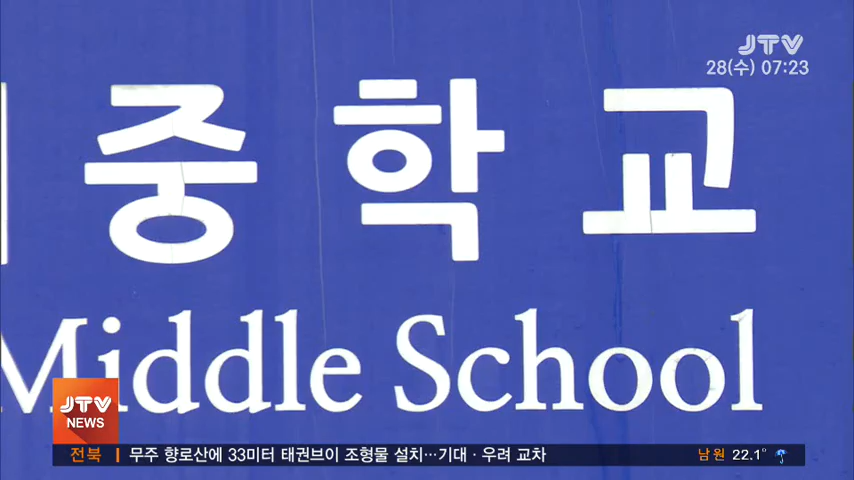 JTV
28(수) 07:23
중학교
Middle School
JTV
NEWS
전북 무주 향로산에 33미터 태권브이 조형물 설치…기대·우려 교차 남원 22.1°